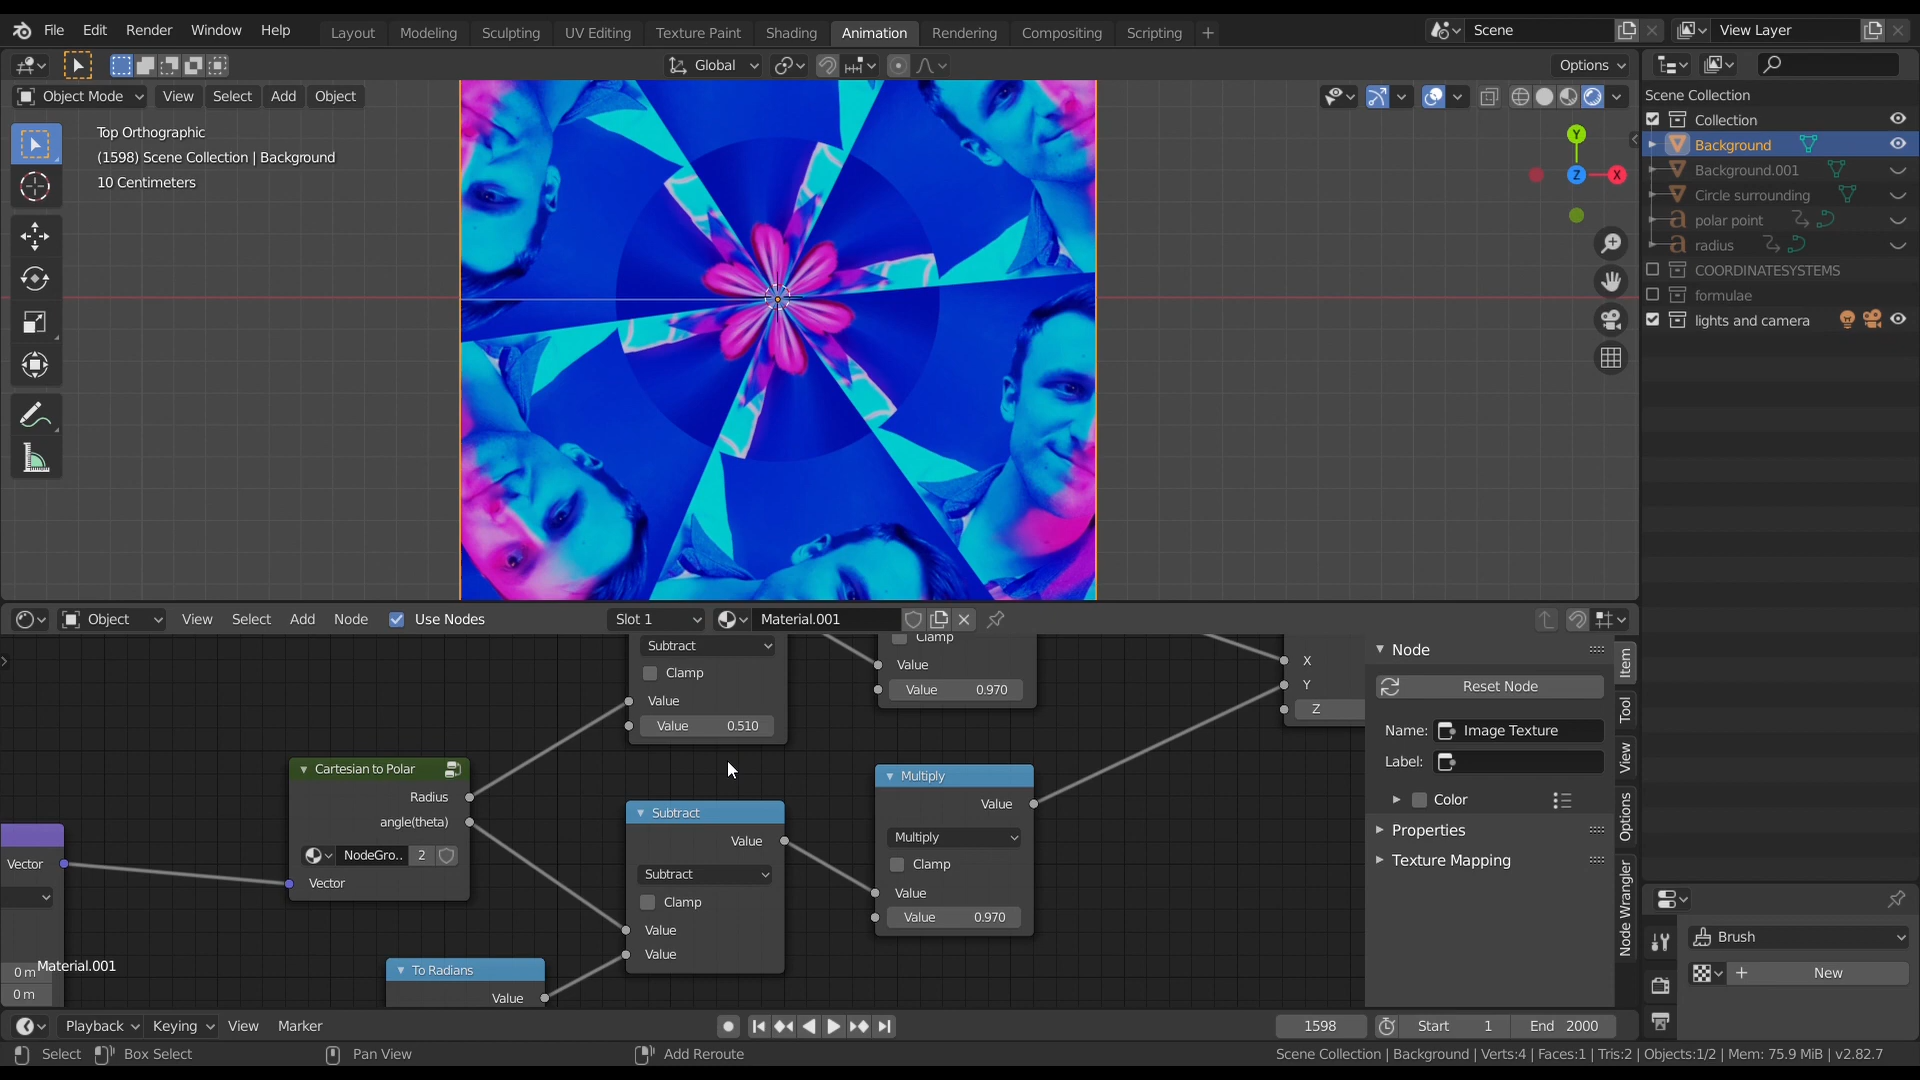 File Edit Render Window Help Layout Modeling Sculpting UV Editing Texture Paint Shading Animation Rendering Compositing Scripting + Scene View Layer
Global Options
Object Mode View Select Add Object
Top Orthographic
(1598) Scene Collection | Background
10 Centimeters
Y
Z
X
Scene Collection
Collection
Background
Background.001
Circle surrounding
polar point
radius
COORDINATESYSTEMS
formulae
lights and camera
Object View Select Add Node Use Nodes Slot 1 Material.001
Subtract
Clamp
Value
Value 0.510
Clamp
Value
Value 0.970
X
Y
Z
Cartesian to Polar
Radius
angle(theta)
NodeGro.. 2
Vector
Vector
0 m
0 m
Material.001
Subtract
Value
Subtract
Clamp
Value
Value
Multiply
Value
Multiply
Clamp
Value
Value 0.970
To Radians
Value
Node
Reset Node
Name: Image Texture
Label:
Color
Properties
Texture Mapping
Item
Tool
View
Options
Node Wrangler
Brush
New
Playback Keying View Marker 1598 Start 1 End 2000
Select Box Select Pan View Add Reroute Scene Collection | Background | Verts:4 | Faces:1 | Tris:2 | Objects:1/2 | Mem: 75.9 MiB | v2.82.7